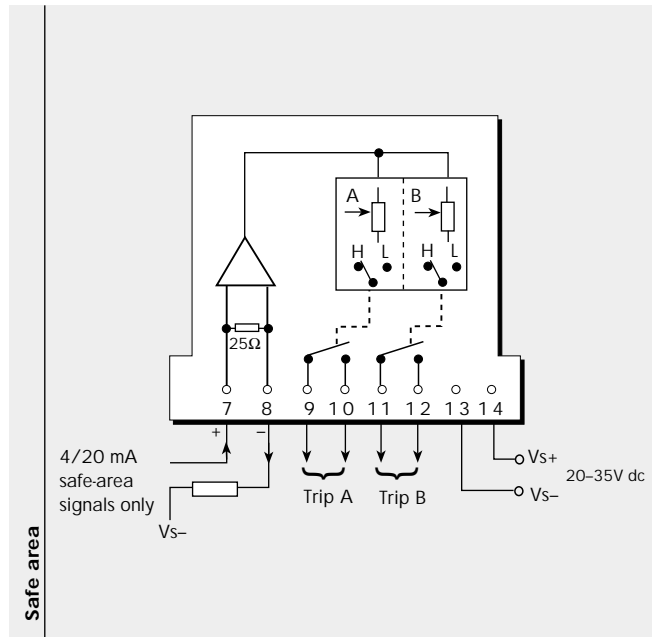 A B
H L H L
25Ω
7 8 9 10 11 12 13 14
+ −
4/20 mA
safe-area
signals only
Vs−
Trip A Trip B
Vs+
20–35V dc
Vs−
Safe area